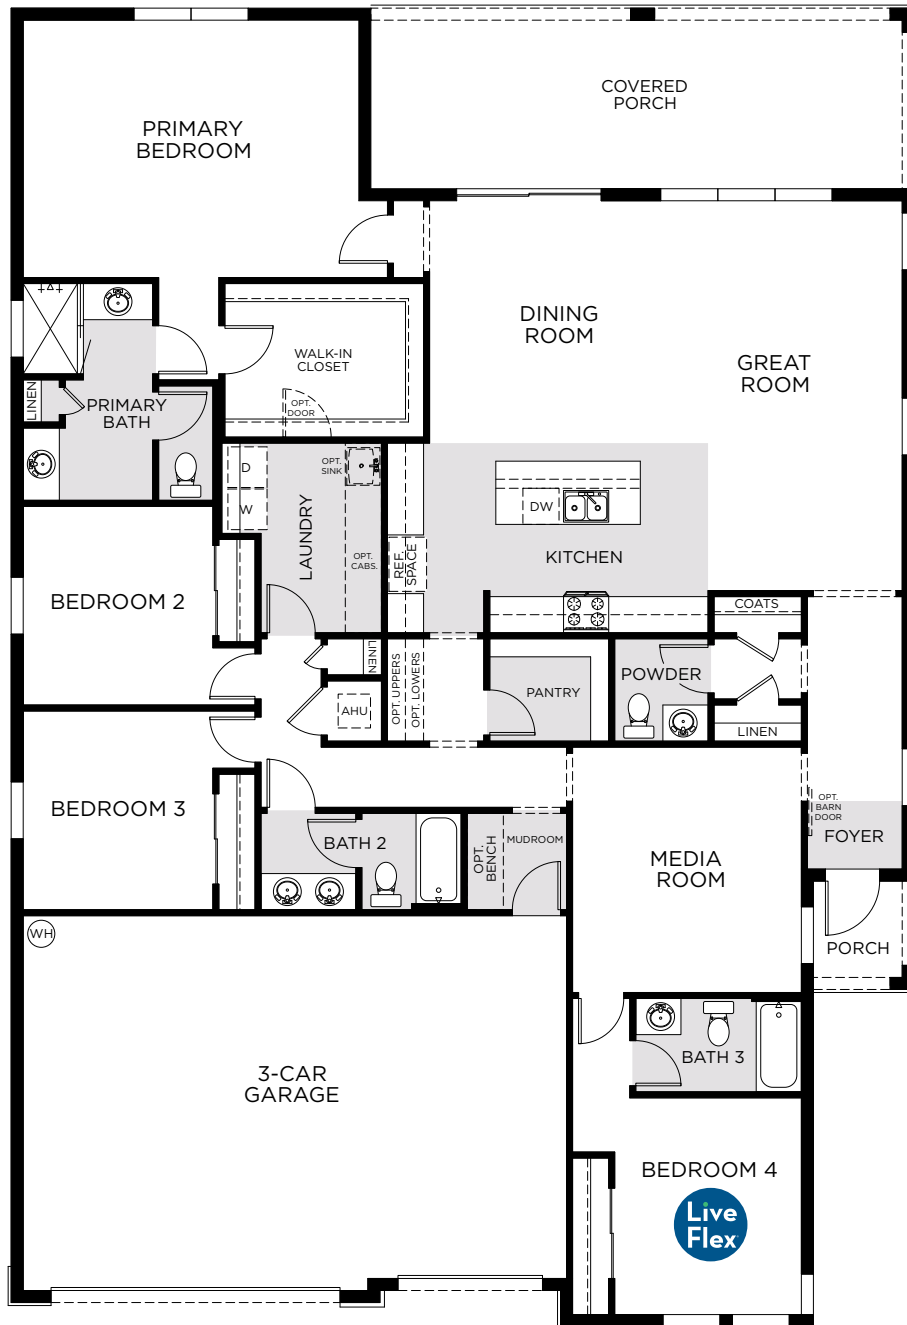 COVERED
PORCH
PRIMARY
BEDROOM
DINING
ROOM
GREAT
ROOM
WALK-IN
CLOSET
OPT.
DOOR
LINEN
PRIMARY
BATH
D
W
OPT.
SINK
LAUNDRY
OPT.
CABS.
REF.
SPACE
DW
KITCHEN
BEDROOM 2
COATS
LINEN
AHU
OPT. UPPERS
OPT. LOWERS
PANTRY
POWDER
LINEN
BEDROOM 3
BATH 2
OPT.
BENCH
MUDROOM
MEDIA
ROOM
OPT.
BARN
DOOR
FOYER
PORCH
WH
3-CAR
GARAGE
BATH 3
BEDROOM 4
Live
Flex